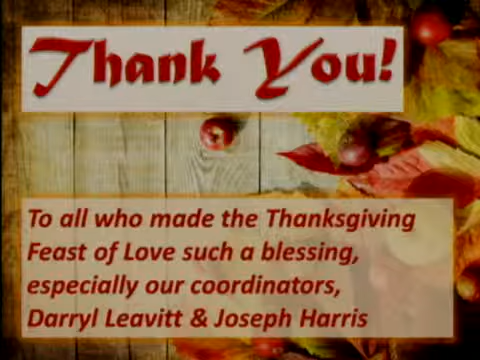 Thank You!
To all who made the Thanksgiving
Feast of Love such a blessing,
especially our coordinators,
Darryl Leavitt & Joseph Harris